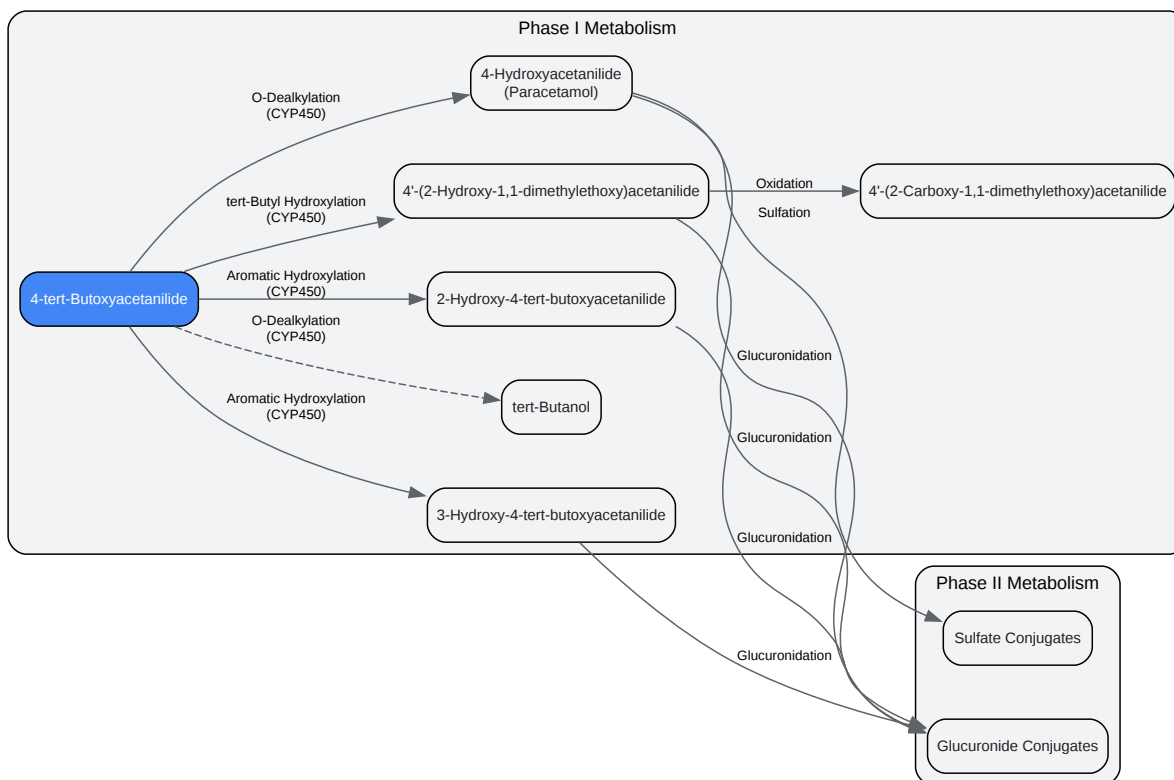 Phase I Metabolism
4-Hydroxyacetanilide
(Paracetamol)
O-Dealkylation
(CYP450)
4'-(2-Hydroxy-1,1-dimethylethoxy)acetanilide
Oxidation
4'-(2-Carboxy-1,1-dimethylethoxy)acetanilide
tert-Butyl Hydroxylation
(CYP450)
Sulfation
4-tert-Butoxyacetanilide
Aromatic Hydroxylation
(CYP450)
2-Hydroxy-4-tert-butoxyacetanilide
O-Dealkylation
(CYP450)
Glucuronidation
tert-Butanol
Aromatic Hydroxylation
(CYP450)
Glucuronidation
3-Hydroxy-4-tert-butoxyacetanilide
Glucuronidation
Phase II Metabolism
Sulfate Conjugates
Glucuronidation
Glucuronide Conjugates